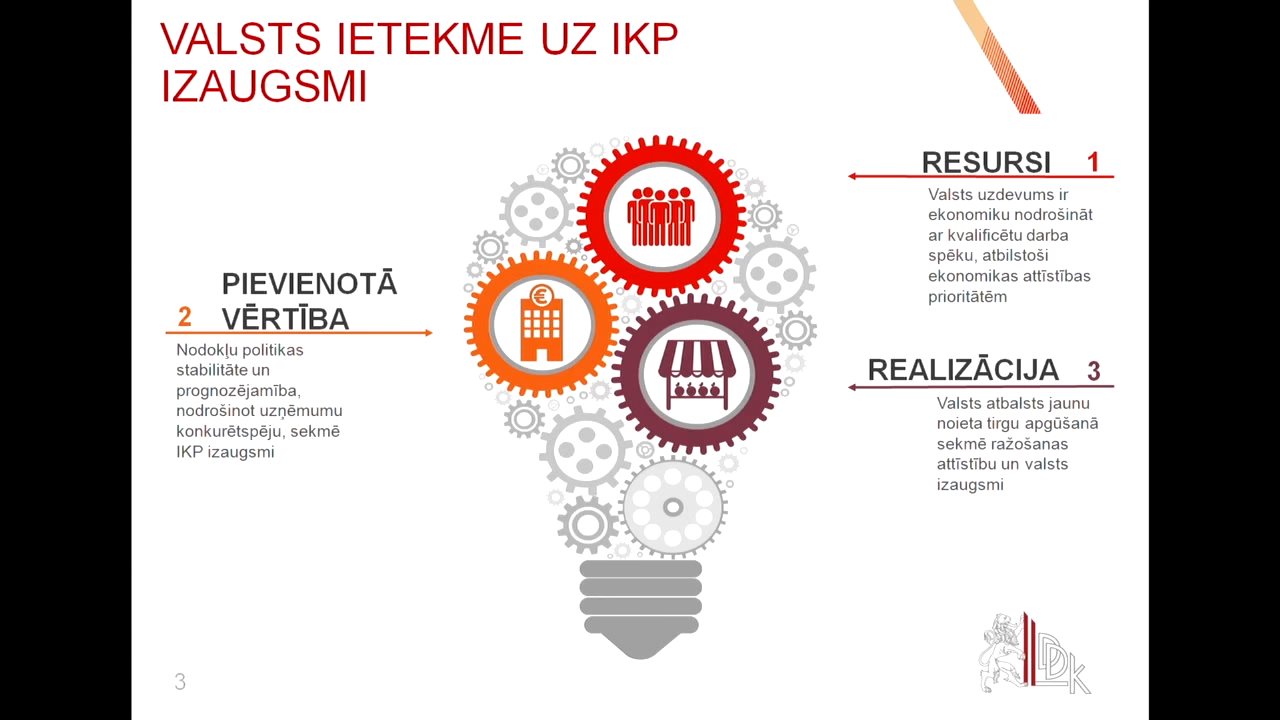 VALSTS IETEKME UZ IKP
IZAUGSMI
RESURSI 1
Valsts uzdevums ir
ekonomiku nodrošināt
ar kvalificētu darba
spēku, atbilstoši
ekonomikas attīstības
prioritātēm
PIEVIENOTĀ
2 VĒRTĪBA
Nodokļu politikas
stabilitāte un
prognozējamība,
nodrošinot uzņēmumu
konkurētspēju, sekmē
IKP izaugsmi
€
REALIZĀCIJA 3
Valsts atbalsts jaunu
noieta tirgu apgūšanā
sekmē ražošanas
attīstību un valsts
izaugsmi
3
LDDK